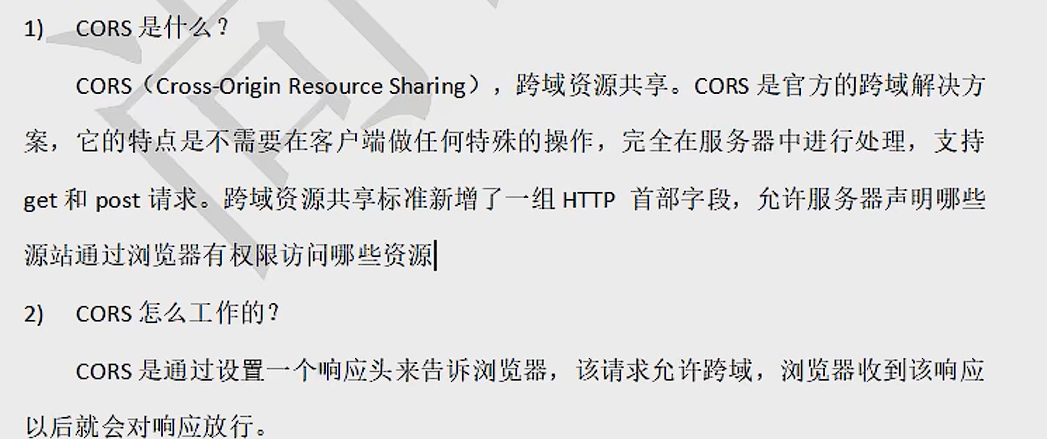 1) CORS 是什么？
CORS（Cross-Origin Resource Sharing），跨域资源共享。CORS 是官方的跨域解决方
案，它的特点是不需要在客户端做任何特殊的操作，完全在服务器中进行处理，支持
get 和 post 请求。跨域资源共享标准新增了一组 HTTP 首部字段，允许服务器声明哪些
源站通过浏览器有权限访问哪些资源
2) CORS 怎么工作的？
CORS 是通过设置一个响应头来告诉浏览器，该请求允许跨域，浏览器收到该响应
以后就会对响应放行。